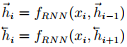 h⃗ᵢ = f_RNN(xᵢ, h⃗ᵢ₋₁)
h⃖ᵢ = f_RNN(xᵢ, h⃖ᵢ₊₁)